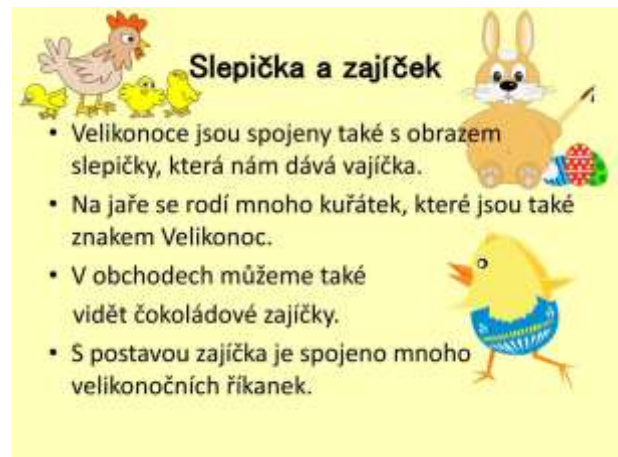 Slepička a zajíček
• Velikonoce jsou spojeny také s obrazem
slepičky, která nám dává vajíčka.
• Na jaře se rodí mnoho kuřátek, které jsou také
znakem Velikonoc.
• V obchodech můžeme také
vidět čokoládové zajíčky.
• S postavou zajíčka je spojeno mnoho
velikonočních říkanek.